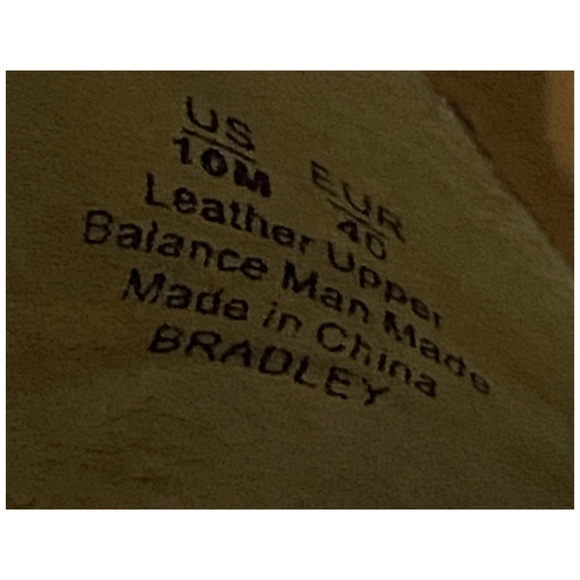 US EUR
10M 40
Leather Upper
Balance Man Made
Made in China
BRADLEY